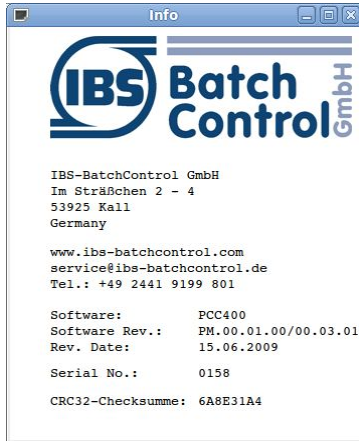 Info
IBS Batch
Control GmbH
IBS-BatchControl GmbH
Im Sträßchen 2 - 4
53925 Kall
Germany
www.ibs-batchcontrol.com
service@ibs-batchcontrol.de
Tel.: +49 2441 9199 801
Software: PCC400
Software Rev.: PM.00.01.00/00.03.01
Rev. Date: 15.06.2009
Serial No.: 0158
CRC32-Checksumme: 6A8E31A4